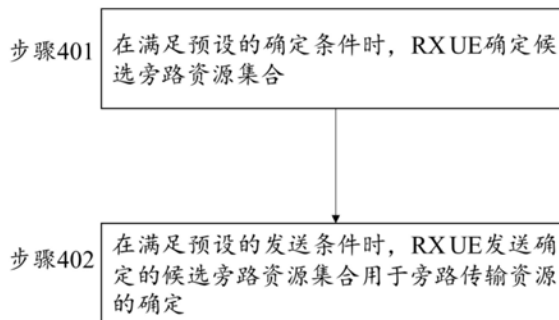 步骤401
在满足预设的确定条件时，RX UE确定候
选旁路资源集合
步骤402
在满足预设的发送条件时，RX UE发送确
定的候选旁路资源集合用于旁路传输资源
的确定